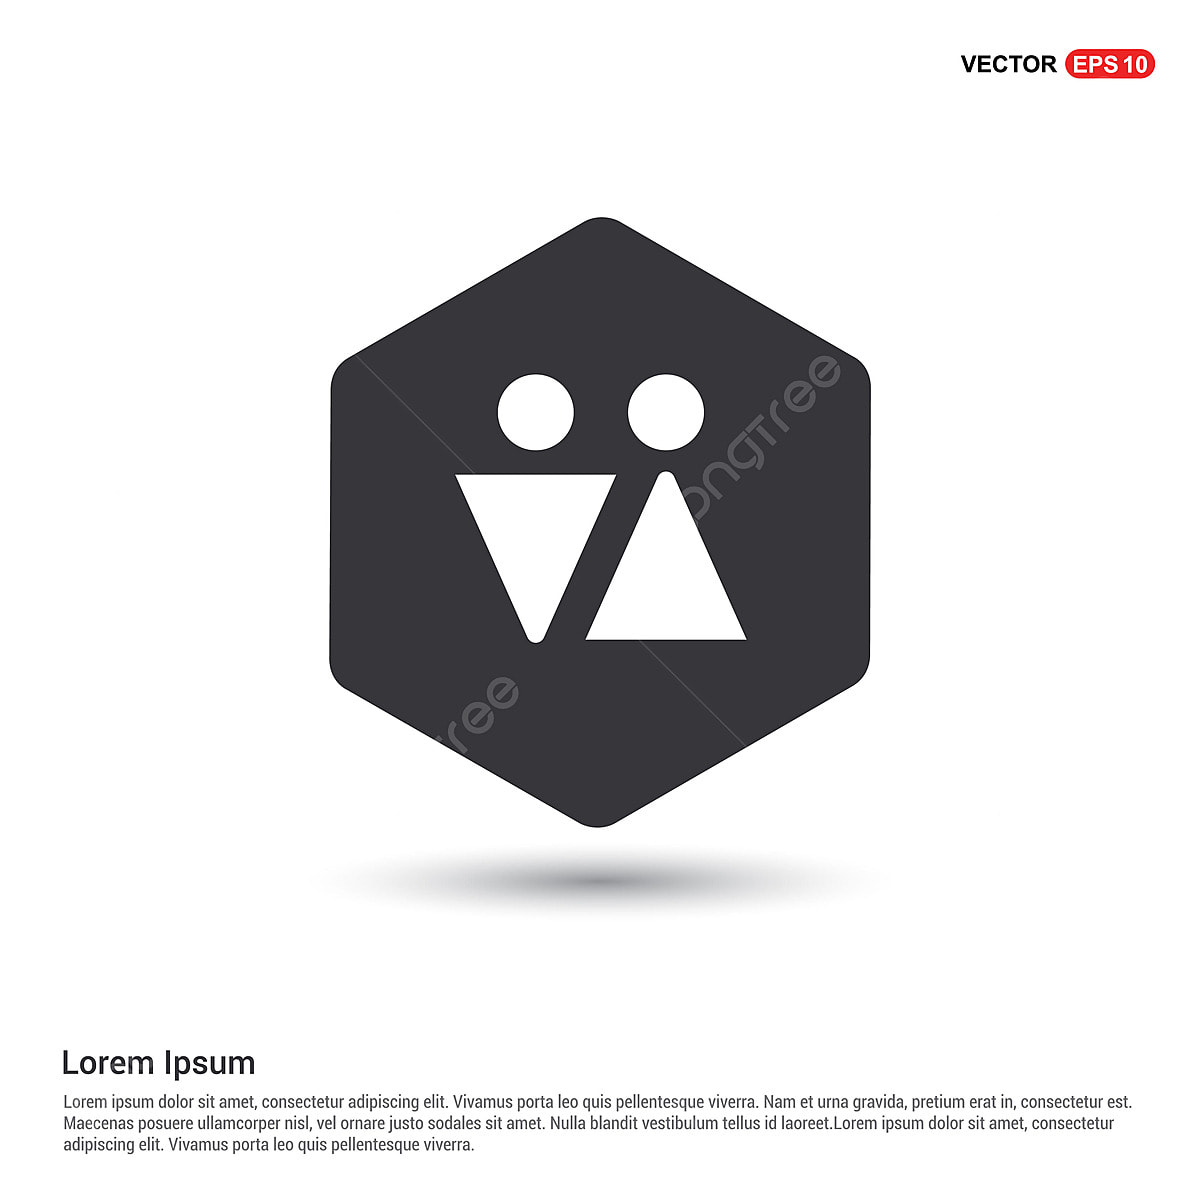 VECTOR EPS 10
ongTree
tree
Lorem Ipsum
Lorem ipsum dolor sit amet, consectetur adipiscing elit. Vivamus porta leo quis pellentesque viverra. Nam et urna gravida, pretium erat in, consectetur est.
Maecenas posuere ullamcorper nisl, vel ornare justo sodales sit amet. Nulla blandit vestibulum tellus id laoreet.Lorem ipsum dolor sit amet, consectetur
adipiscing elit. Vivamus porta leo quis pellentesque viverra.